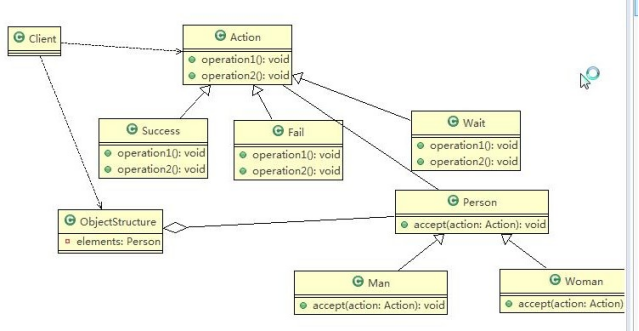 Client
Action
operation1(): void
operation2(): void
Success
operation1(): void
operation2(): void
Fail
operation1(): void
operation2(): void
Wait
operation1(): void
operation2(): void
ObjectStructure
elements: Person
Person
accept(action: Action): void
Man
accept(action: Action): void
Woman
accept(action: Action)